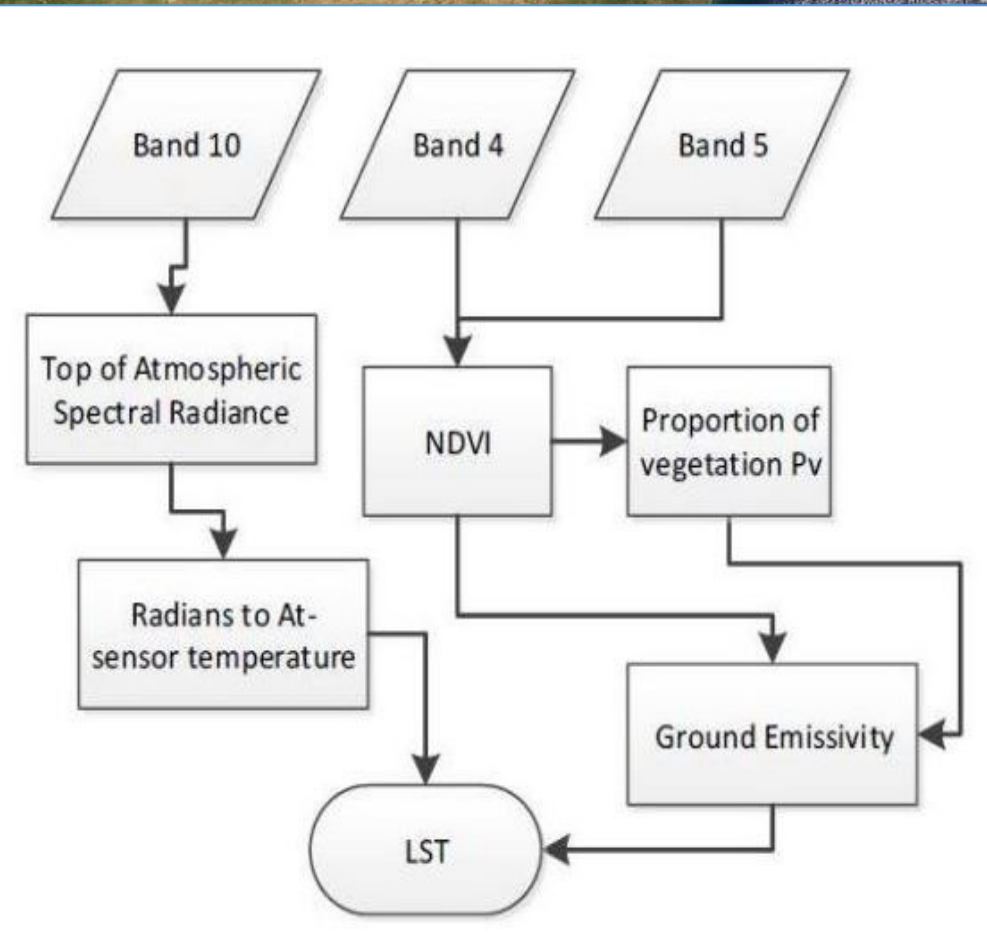 Band 10
Band 4
Band 5
Top of Atmospheric
Spectral Radiance
NDVI
Proportion of
vegetation Pv
Radians to At-
sensor temperature
Ground Emissivity
LST